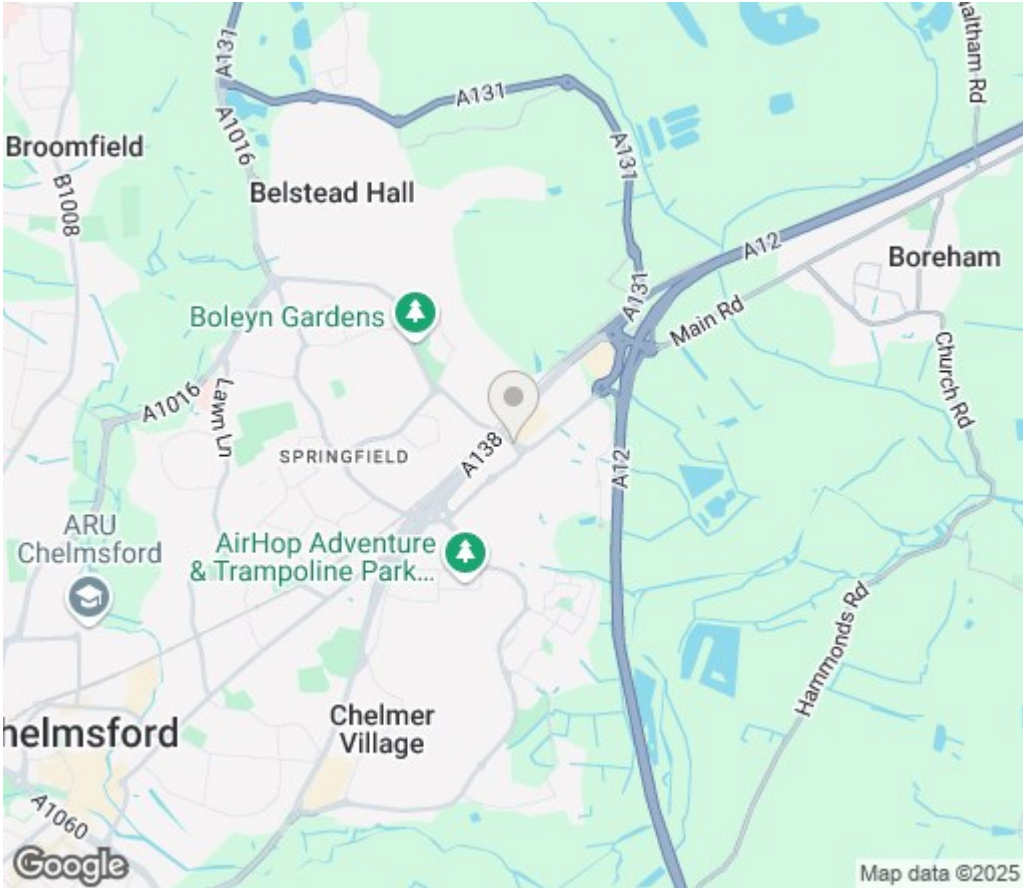 A131
A131
A1016
Broomfield
B1008
Belstead Hall
A131
altham Rd
A12
Boreham
Boleyn Gardens
A131
Main Rd
Church Rd
A1016
Lawn Ln
SPRINGFIELD
A138
A12
ARU
Chelmsford
AirHop Adventure
& Trampoline Park...
Hammonds Rd
Chelmer
Village
helmsford
A1060
Google
Map data ©2025